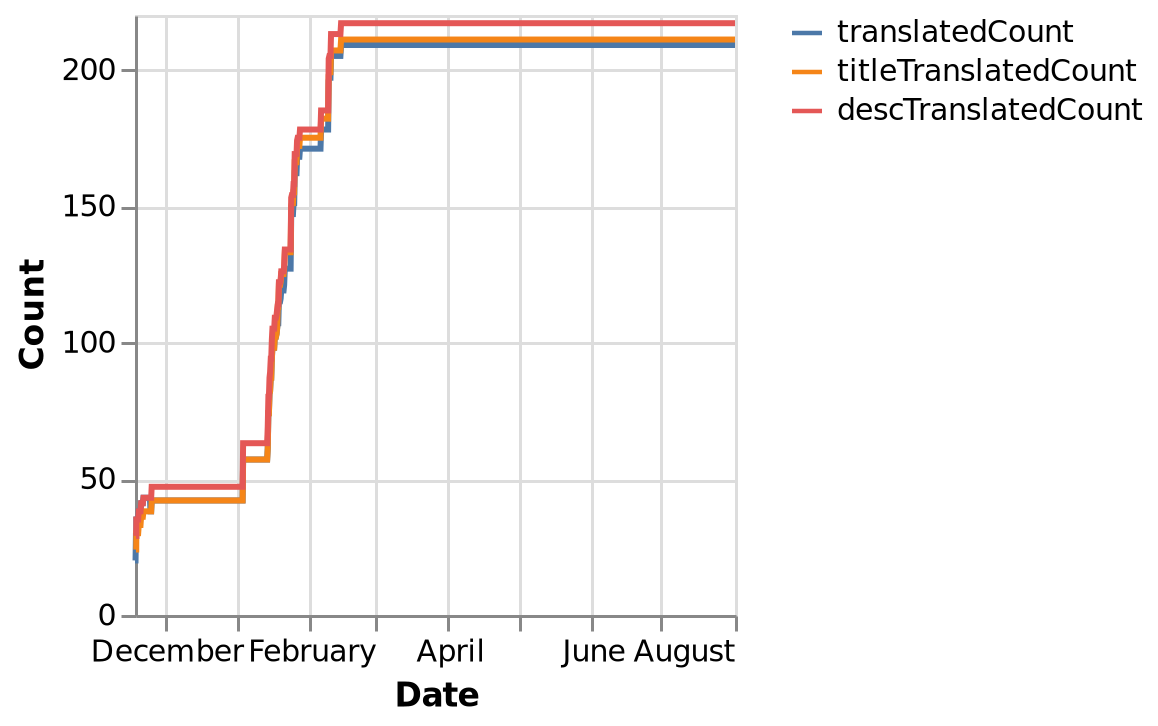 200
150
100
50
0
Count
December February April June August
Date
translatedCount
titleTranslatedCount
descTranslatedCount